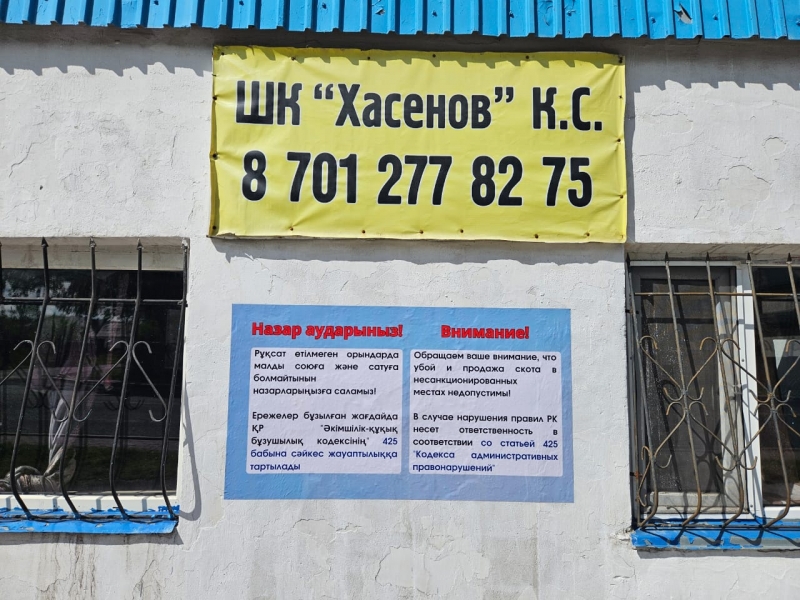 ШК “Хасенов” К.С.
8 701 277 82 75
Назар аударыныз!
Рұқсат етілмеген орындарда
малды союға және сатуға
болмайтынын
назарларыңызға саламыз!
Ережелер бұзылған жағдайда
ҚР "Әкімшілік-құқық
бұзушылық кодексінің" 425
бабына сәйкес жауаптылыққа
тартылады
Внимание!
Обращаем ваше внимание, что
убой и продажа скота в
несанкционированных
местах недопустимы!
В случае нарушения правил РК
несет ответственность в
соответствии со статьей 425
"Кодекса административных
правонарушений"